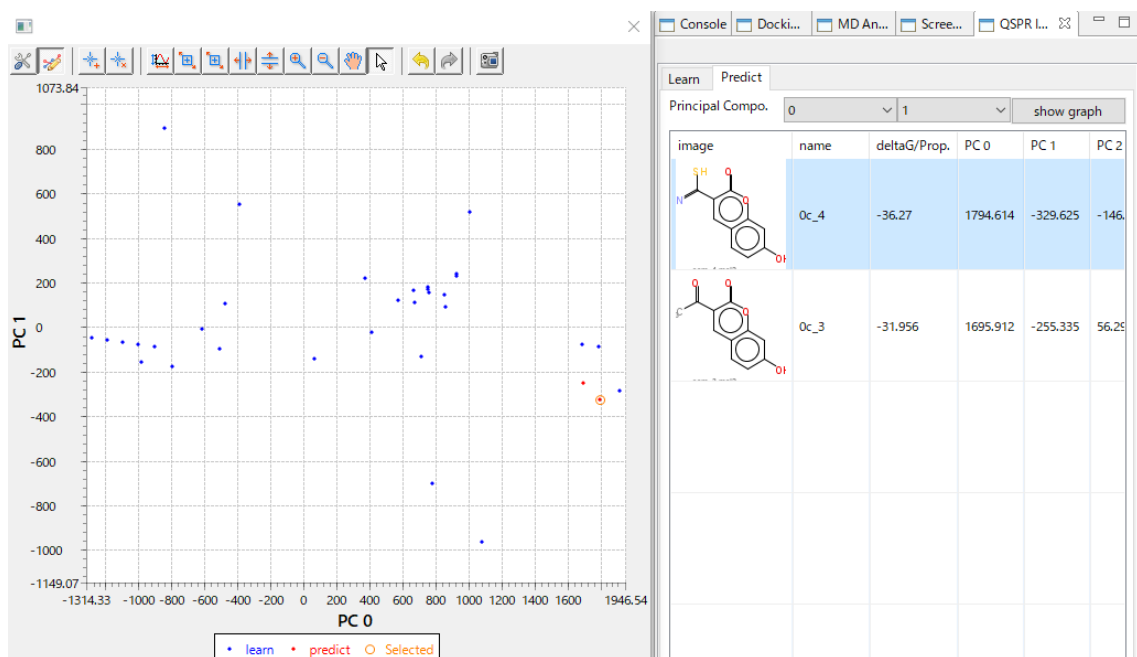 Console Docki... MD An... Scree... QSPR I...
Learn Predict
Principal Compo. 0 1 show graph
image name deltaG/Prop. PC 0 PC 1 PC 2
SH O O N OH
0c_4 -36.27 1794.614 -329.625 -146.
O O O C OH
0c_3 -31.956 1695.912 -255.335 56.29
1073.84
800
600
400
200
0
-200
-400
-600
-800
-1000
-1149.07
PC 1
-1314.33 -1000 -800 -600 -400 -200 0 200 400 600 800 1000 1200 1400 1600 1946.54
PC 0
learn predict Selected